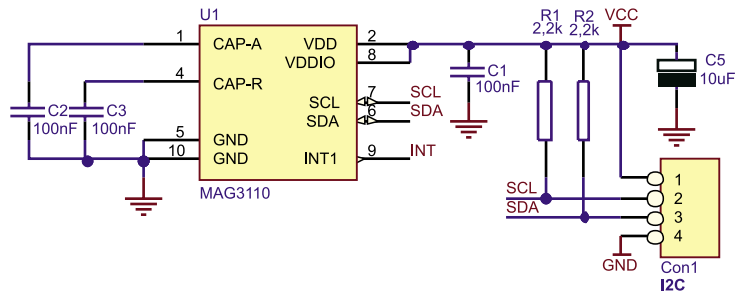 U1
R1 R2 VCC
2,2k 2,2k
1 CAP-A VDD 2
VDDIO 8
4 CAP-R
C1
100nF
C5
10uF
C2 C3
100nF 100nF
SCL 7 SCL
SDA 6 SDA
5 GND
10 GND INT1 9 INT
MAG3110
1
SCL 2
SDA 3
4
GND
Con1
I2C